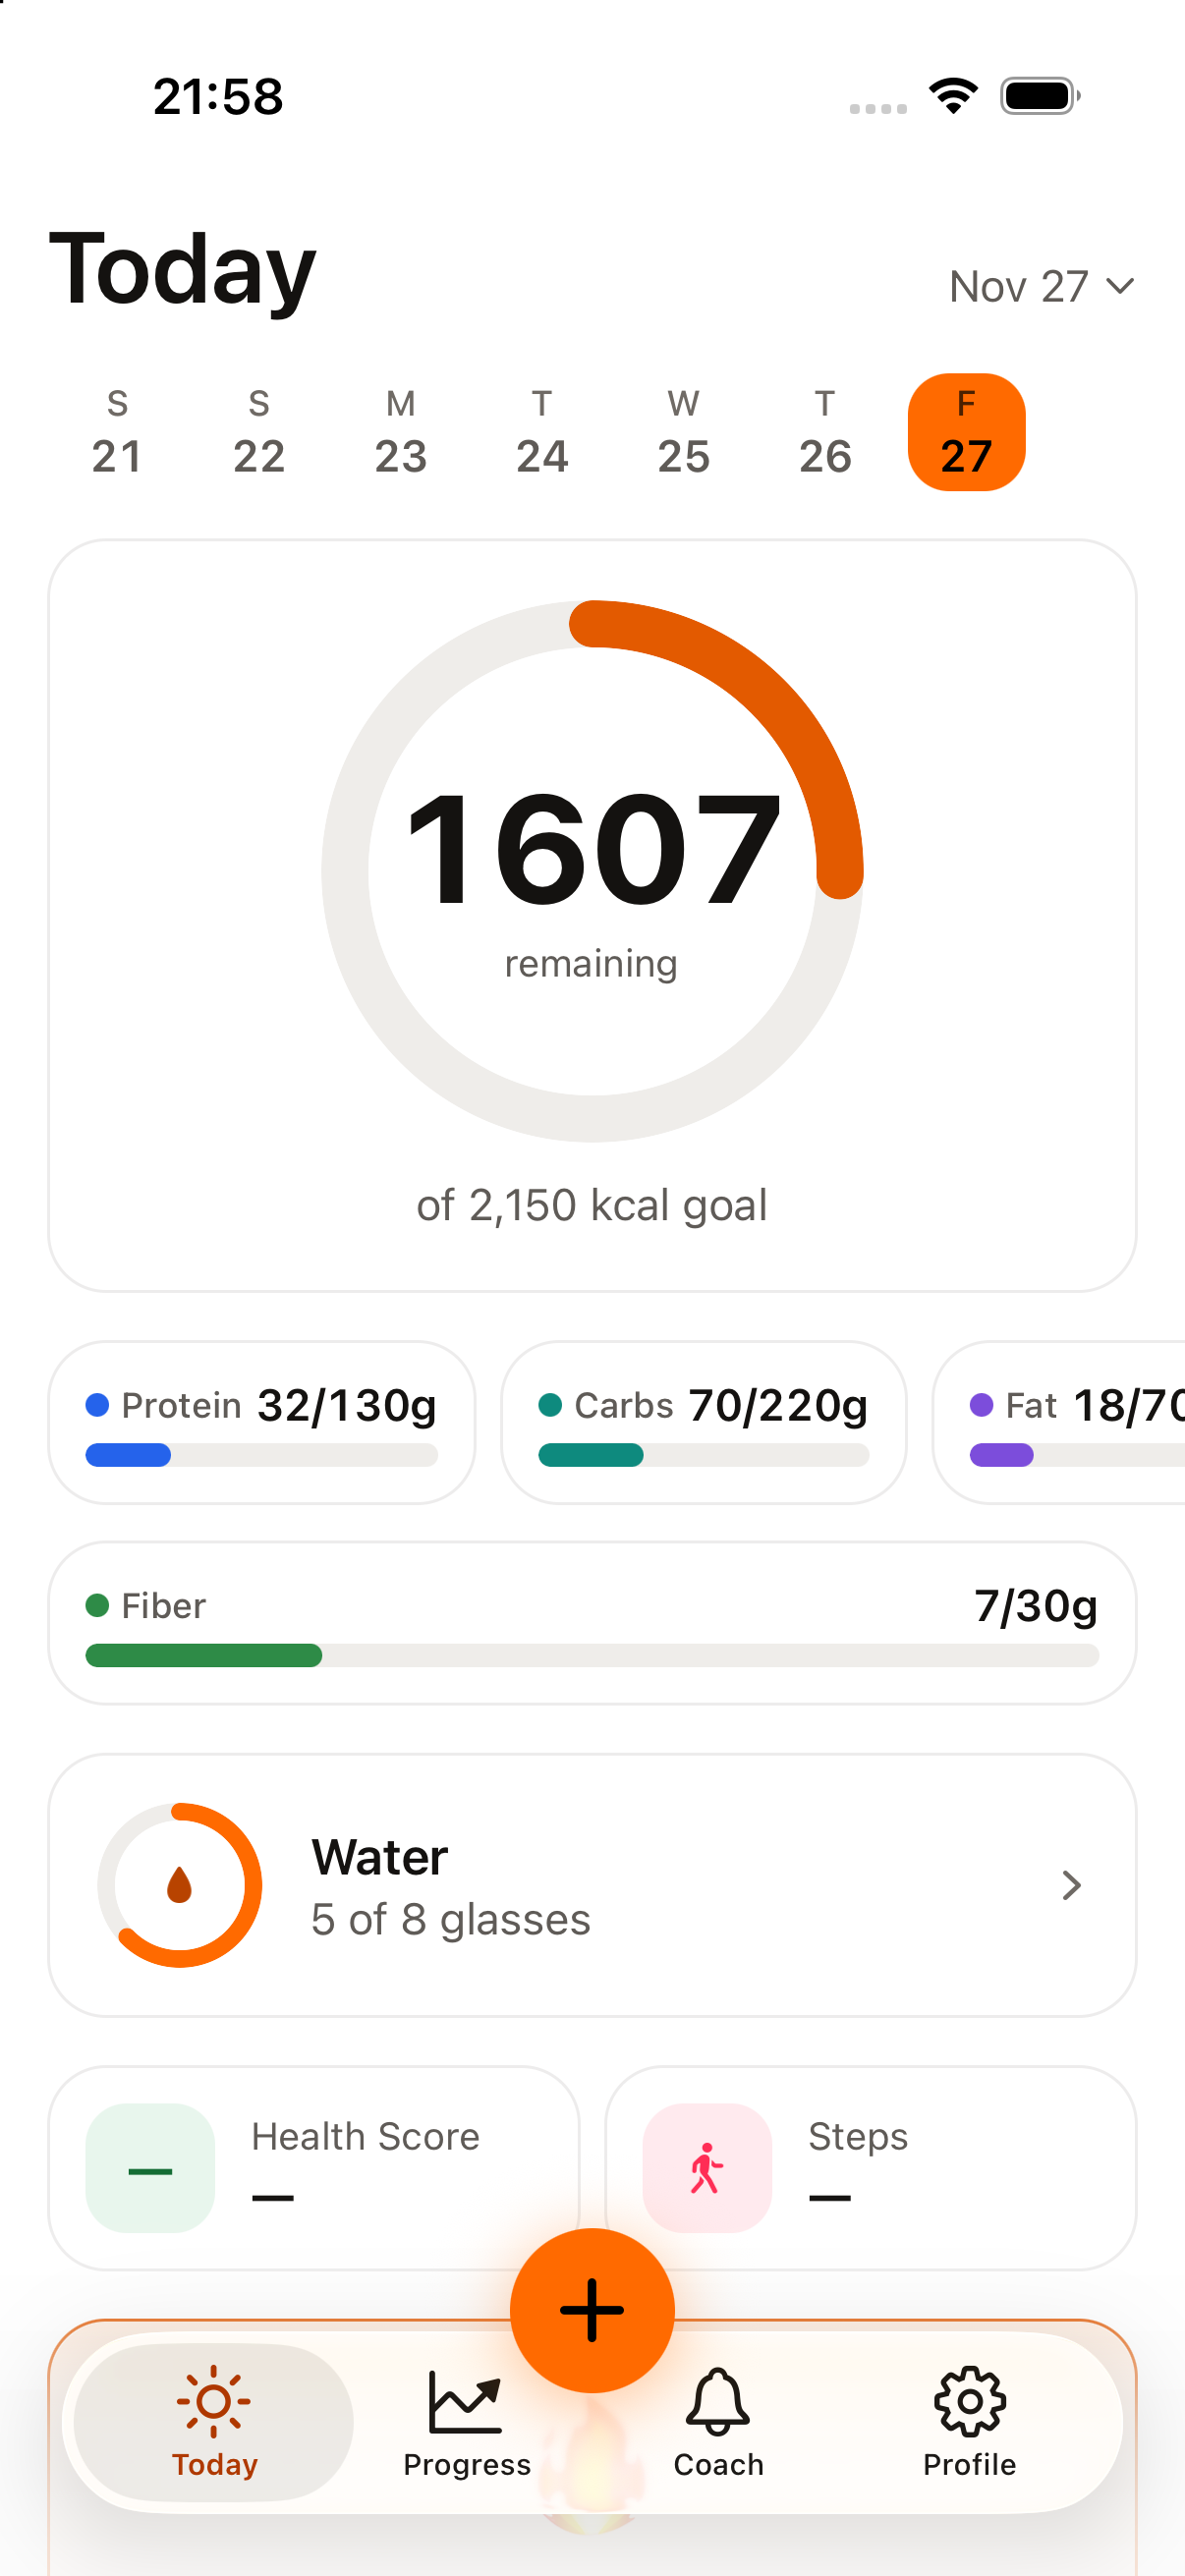 21:58
Today
Nov 27
S S M T W T F
21 22 23 24 25 26 27
1607
remaining
of 2,150 kcal goal
Protein 32/130g
Carbs 70/220g
Fat 18/70
Fiber 7/30g
Water
5 of 8 glasses
Health Score
—
Steps
—
Today Progress Coach Profile